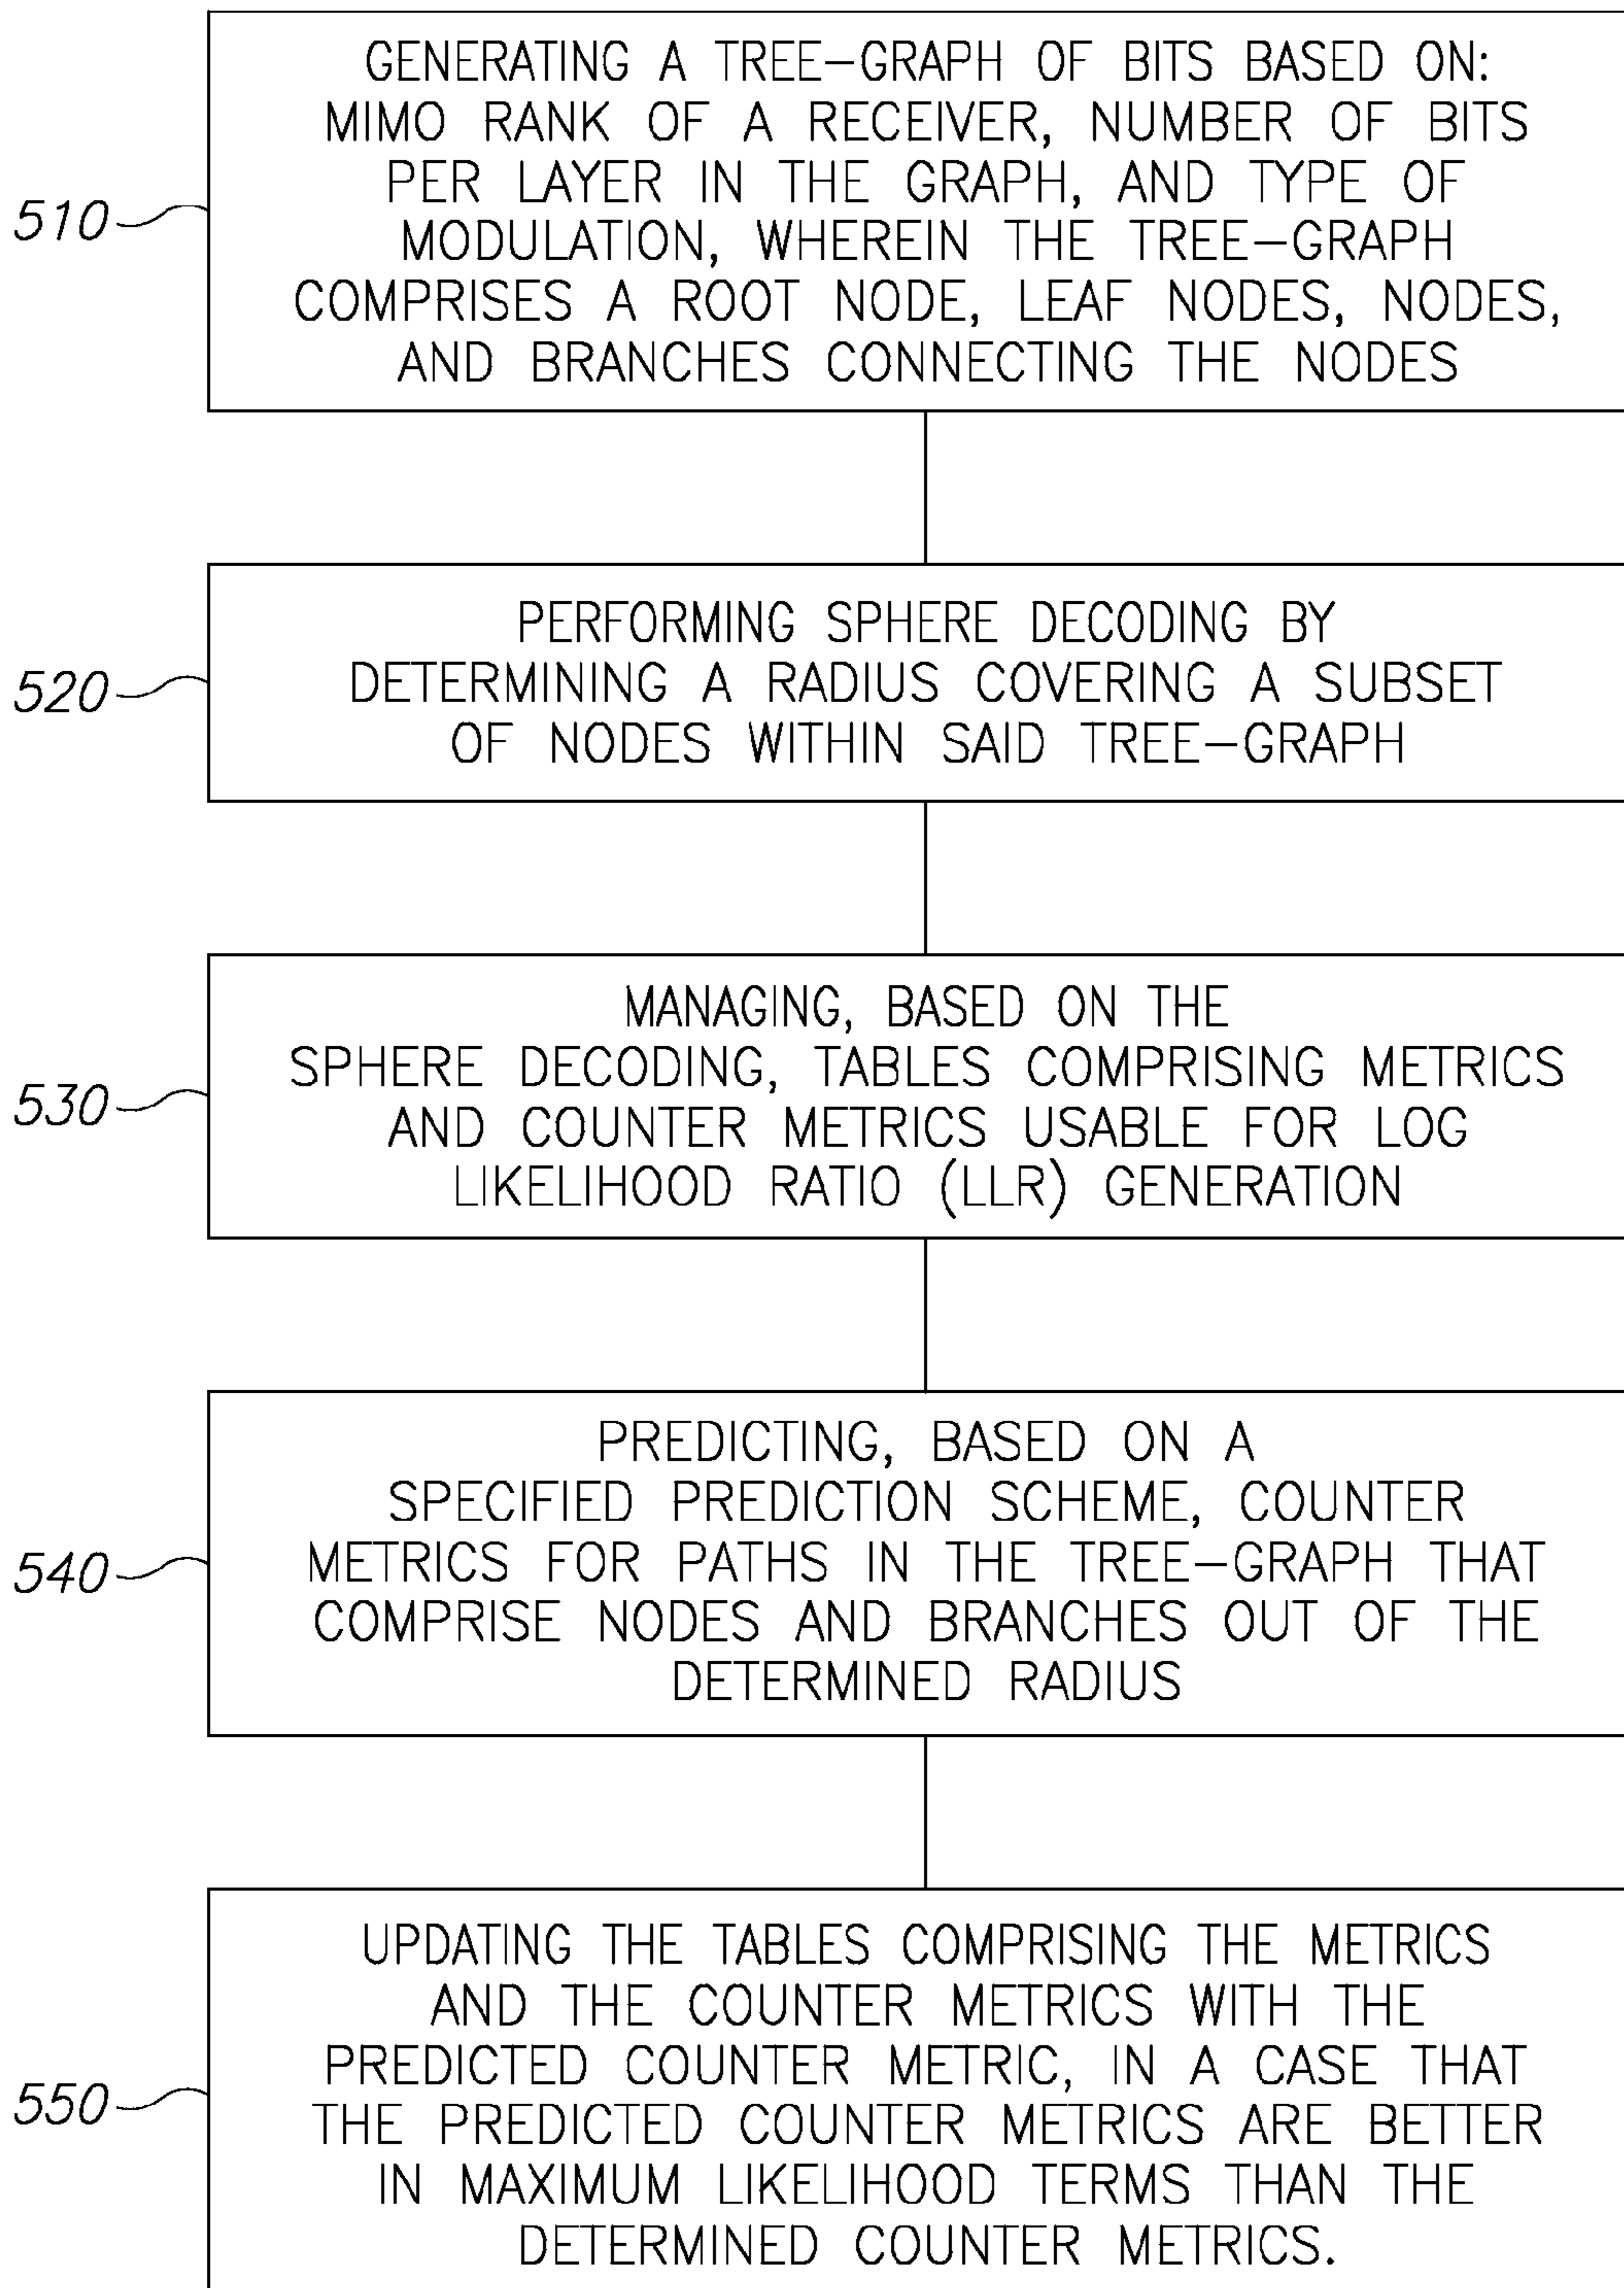 GENERATING A TREE-GRAPH OF BITS BASED ON:
MIMO RANK OF A RECEIVER, NUMBER OF BITS
PER LAYER IN THE GRAPH, AND TYPE OF
MODULATION, WHEREIN THE TREE-GRAPH
COMPRISES A ROOT NODE, LEAF NODES, NODES,
AND BRANCHES CONNECTING THE NODES
510
PERFORMING SPHERE DECODING BY
DETERMINING A RADIUS COVERING A SUBSET
OF NODES WITHIN SAID TREE-GRAPH
520
MANAGING, BASED ON THE
SPHERE DECODING, TABLES COMPRISING METRICS
AND COUNTER METRICS USABLE FOR LOG
LIKELIHOOD RATIO (LLR) GENERATION
530
PREDICTING, BASED ON A
SPECIFIED PREDICTION SCHEME, COUNTER
METRICS FOR PATHS IN THE TREE-GRAPH THAT
COMPRISE NODES AND BRANCHES OUT OF THE
DETERMINED RADIUS
540
UPDATING THE TABLES COMPRISING THE METRICS
AND THE COUNTER METRICS WITH THE
PREDICTED COUNTER METRIC, IN A CASE THAT
THE PREDICTED COUNTER METRICS ARE BETTER
IN MAXIMUM LIKELIHOOD TERMS THAN THE
DETERMINED COUNTER METRICS.
550